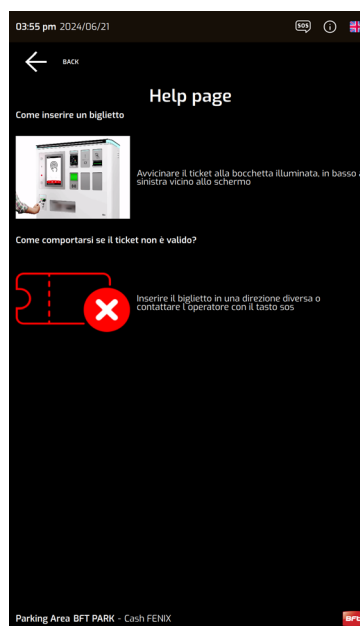 03:55 pm 2024/06/21 SOS i
BACK
Help page
Come inserire un biglietto
Avvicinare il ticket alla bocchetta illuminata, in basso a
sinistra vicino allo schermo
Come comportarsi se il ticket non è valido?
Inserire il biglietto in una direzione diversa o
contattare l'operatore con il tasto sos
Parking Area BFT PARK - Cash FENIX BFT